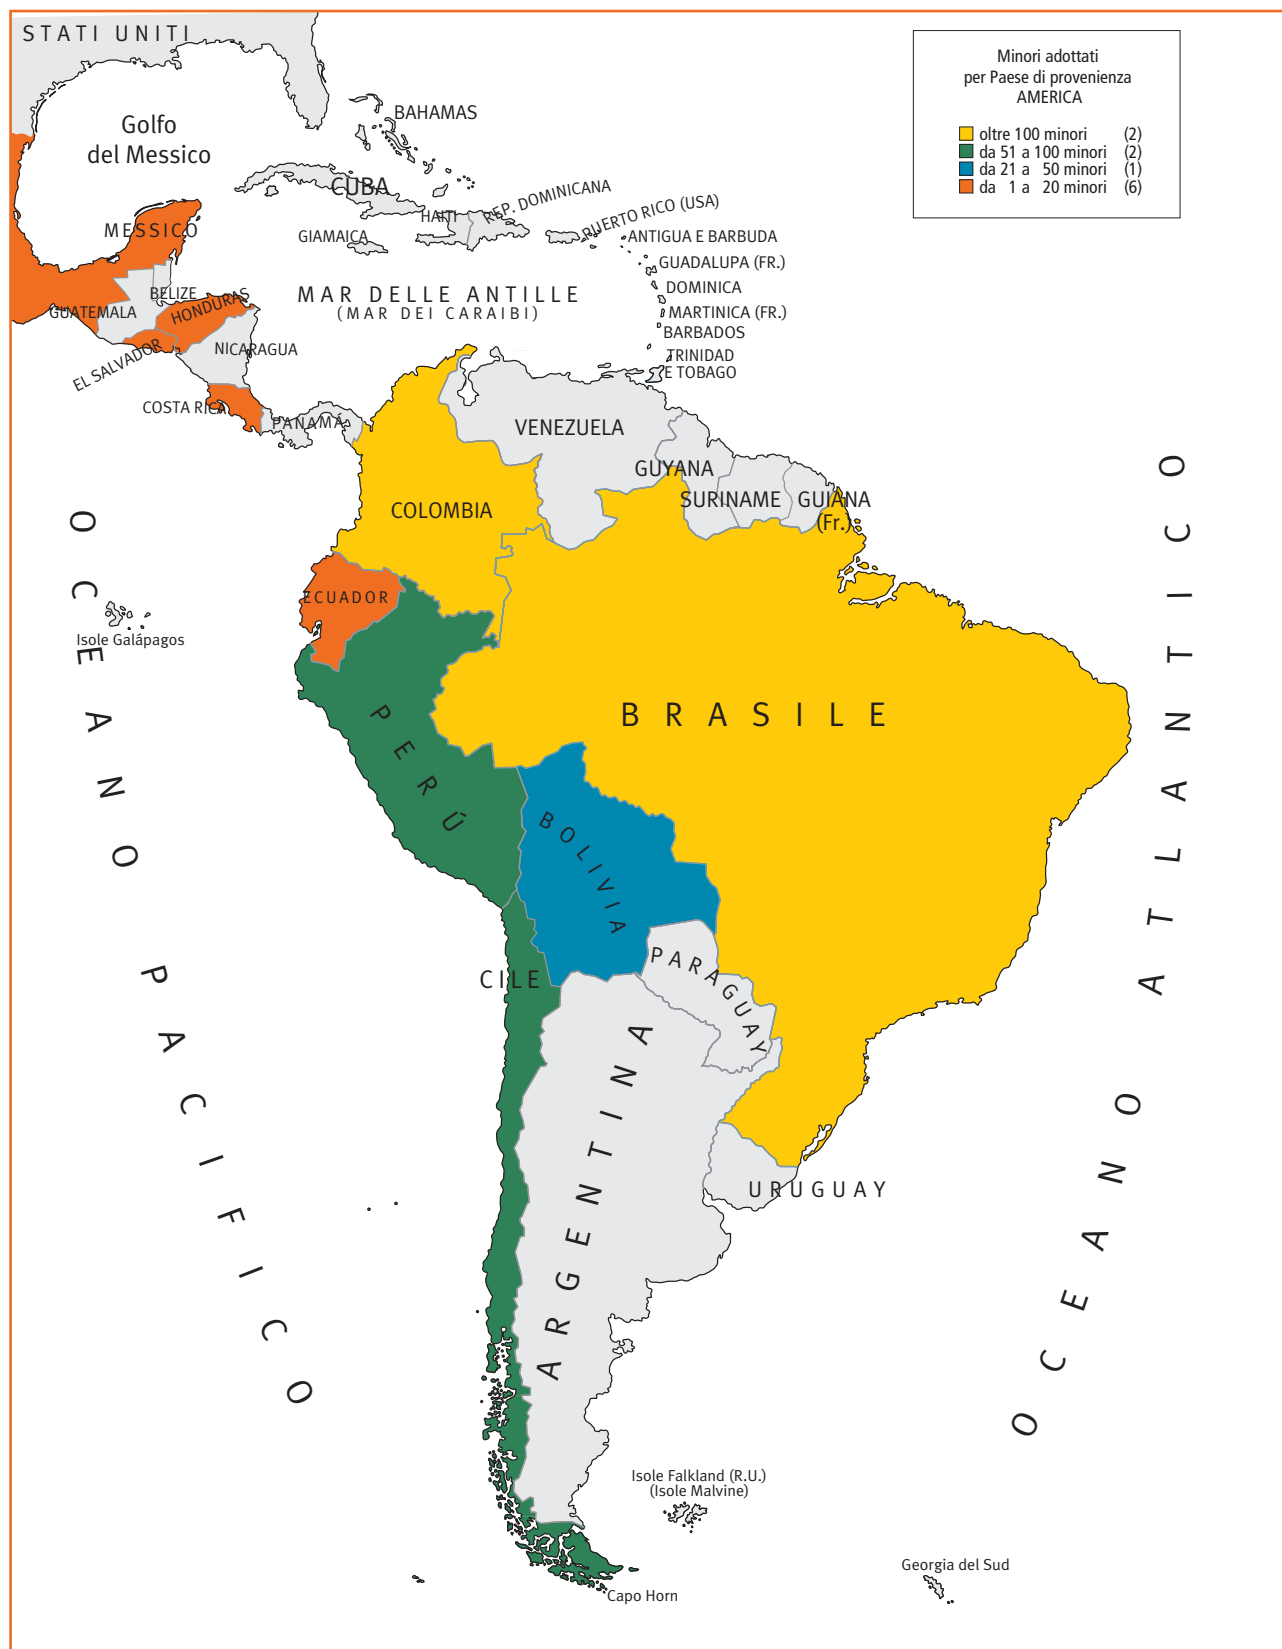 STATI UNITI
Minori adottati
per Paese di provenienza
AMERICA
oltre 100 minori (2)
da 51 a 100 minori (2)
da 21 a 50 minori (1)
da 1 a 20 minori (6)
BAHAMAS
Golfo
del Messico
CUBA
HAITI
REP. DOMINICANA
PUERTO RICO (USA)
MESSICO
GIAMAICA
ANTIGUA E BARBUDA
GUADALUPA (FR.)
DOMINICA
MARTINICA (FR.)
BARBADOS
TRINIDAD
E TOBAGO
BELIZE
MAR DELLE ANTILLE
(MAR DEI CARAIBI)
GUATEMALA
HONDURAS
EL SALVADOR
NICARAGUA
COSTA RICA
PANAMÁ
VENEZUELA
GUYANA
SURINAME
GUIANA
(Fr.)
COLOMBIA
ECUADOR
Isole Galápagos
BRASILE
PERÚ
BOLIVIA
PARAGUAY
CILE
ARGENTINA
URUGUAY
OCEANO PACIFICO
OCEANO ATLANTICO
Isole Falkland (R.U.)
(Isole Malvine)
Georgia del Sud
Capo Horn